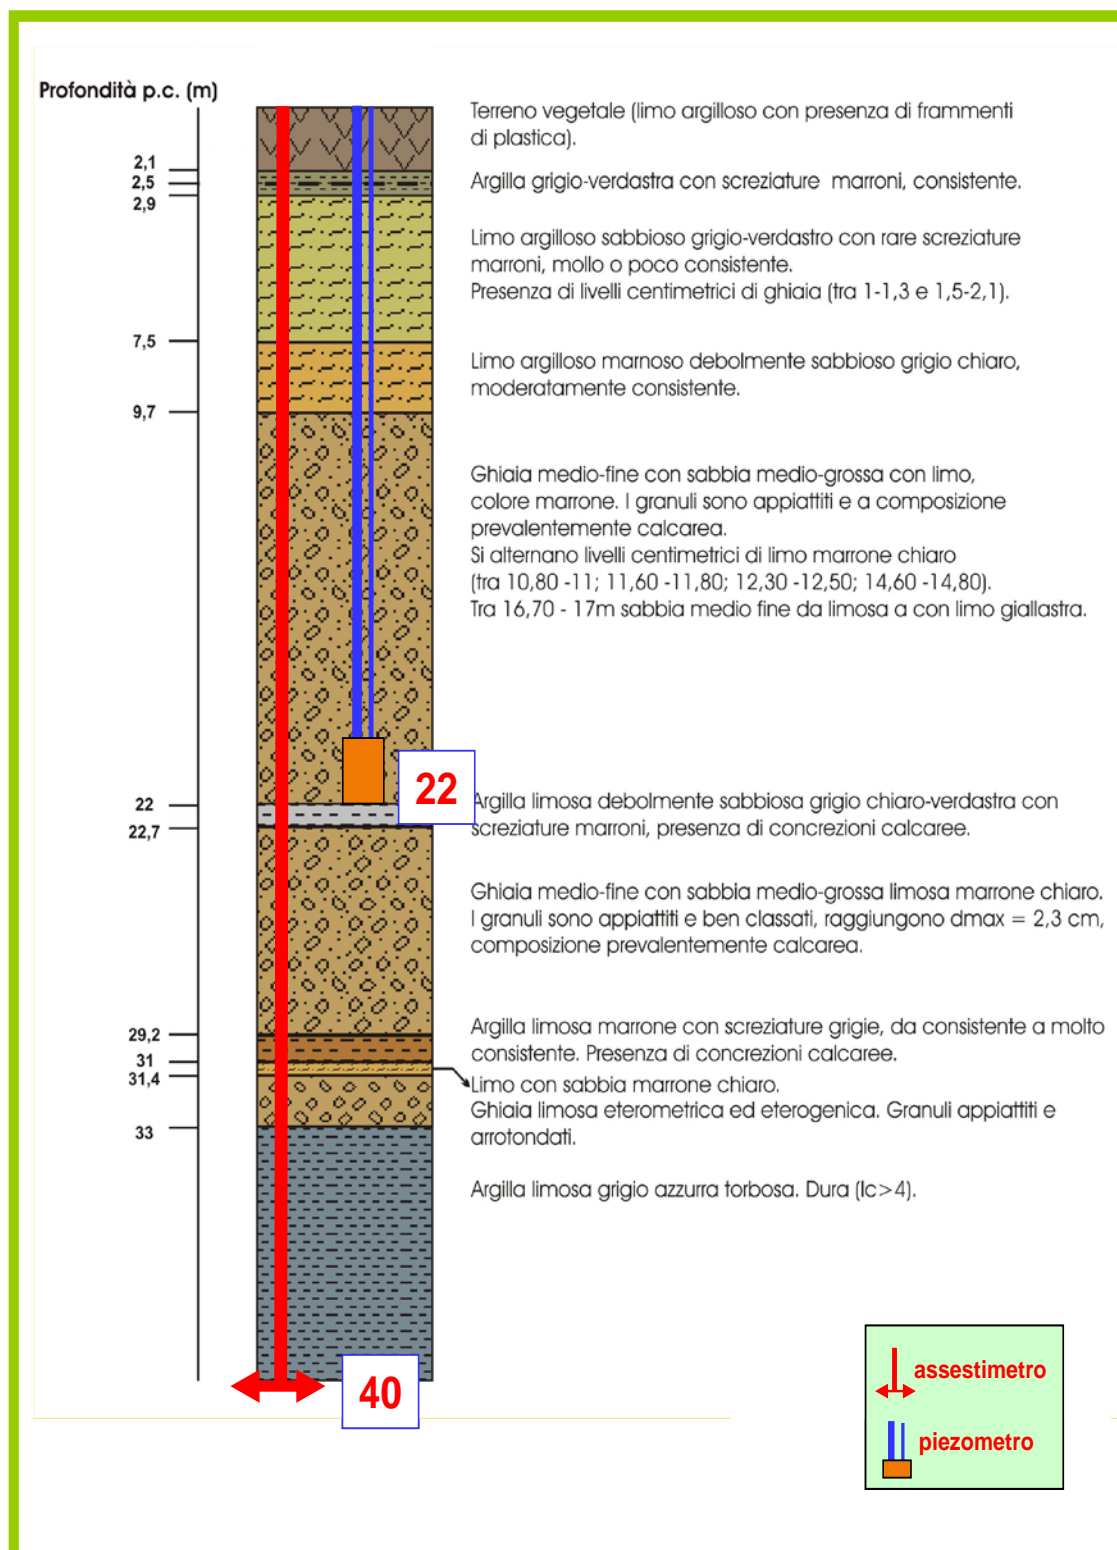 Profondità p.c. (m)
Terreno vegetale (limo argilloso con presenza di frammenti
di plastica).
2,1
2,5
Argilla grigio-verdastra con screziature marroni, consistente.
2,9
Limo argilloso sabbioso grigio-verdastro con rare screziature
marroni, mollo o poco consistente.
Presenza di livelli centimetrici di ghiaia (tra 1-1,3 e 1,5-2,1).
7,5
Limo argilloso marnoso debolmente sabbioso grigio chiaro,
moderatamente consistente.
9,7
Ghiaia medio-fine con sabbia medio-grossa con limo,
colore marrone. I granuli sono appiattiti e a composizione
prevalentemente calcarea.
Si alternano livelli centimetrici di limo marrone chiaro
(tra 10,80 -11; 11,60 -11,80; 12,30 -12,50; 14,60 -14,80).
Tra 16,70 - 17m sabbia medio fine da limosa a con limo giallastra.
22
22
Argilla limosa debolmente sabbiosa grigio chiaro-verdastra con
screziature marroni, presenza di concrezioni calcaree.
22,7
Ghiaia medio-fine con sabbia medio-grossa limosa marrone chiaro.
I granuli sono appiattiti e ben classati, raggiungono dmax = 2,3 cm,
composizione prevalentemente calcarea.
29,2
Argilla limosa marrone con screziature grigie, da consistente a molto
consistente. Presenza di concrezioni calcaree.
31
31,4
Limo con sabbia marrone chiaro.
Ghiaia limosa eterometrica ed eterogenica. Granuli appiattiti e
arrotondati.
33
Argilla limosa grigio azzurra torbosa. Dura (Ic>4).
40
assestimetro
piezometro